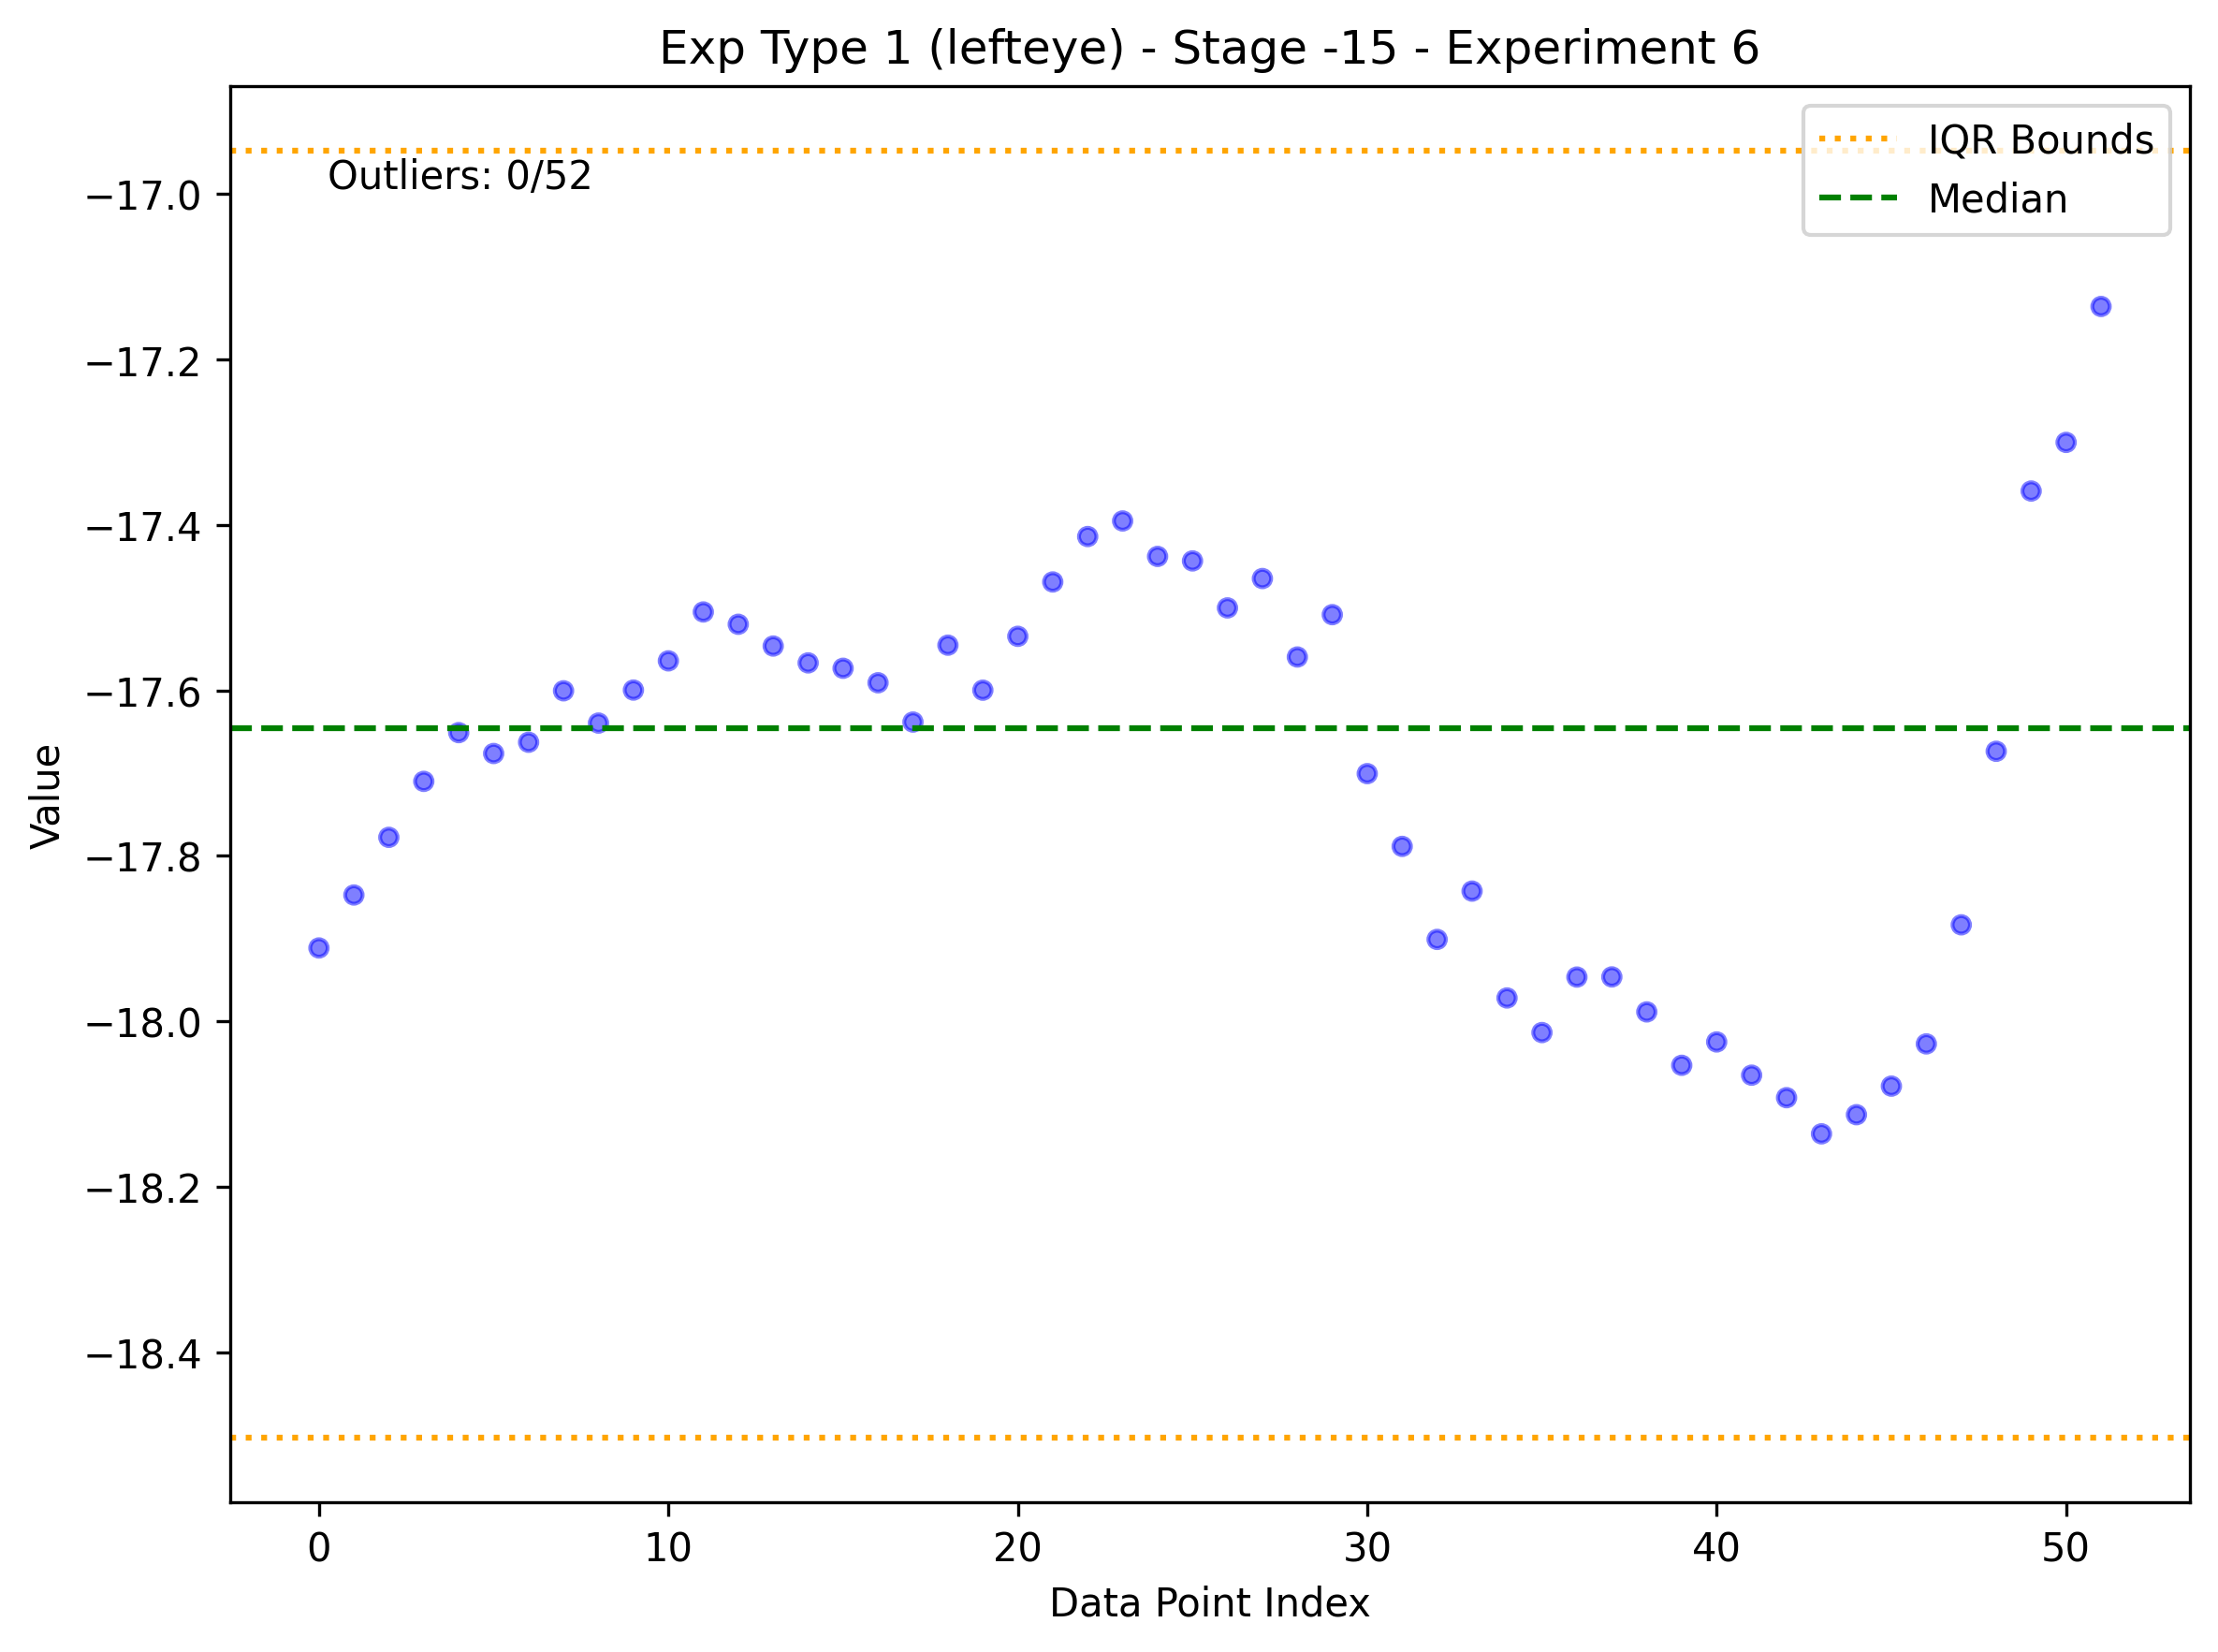 Exp Type 1 (lefteye) - Stage -15 - Experiment 6
IQR Bounds
Median
Outliers: 0/52
−17.0
−17.2
−17.4
−17.6
−17.8
−18.0
−18.2
−18.4
Value
0 10 20 30 40 50
Data Point Index